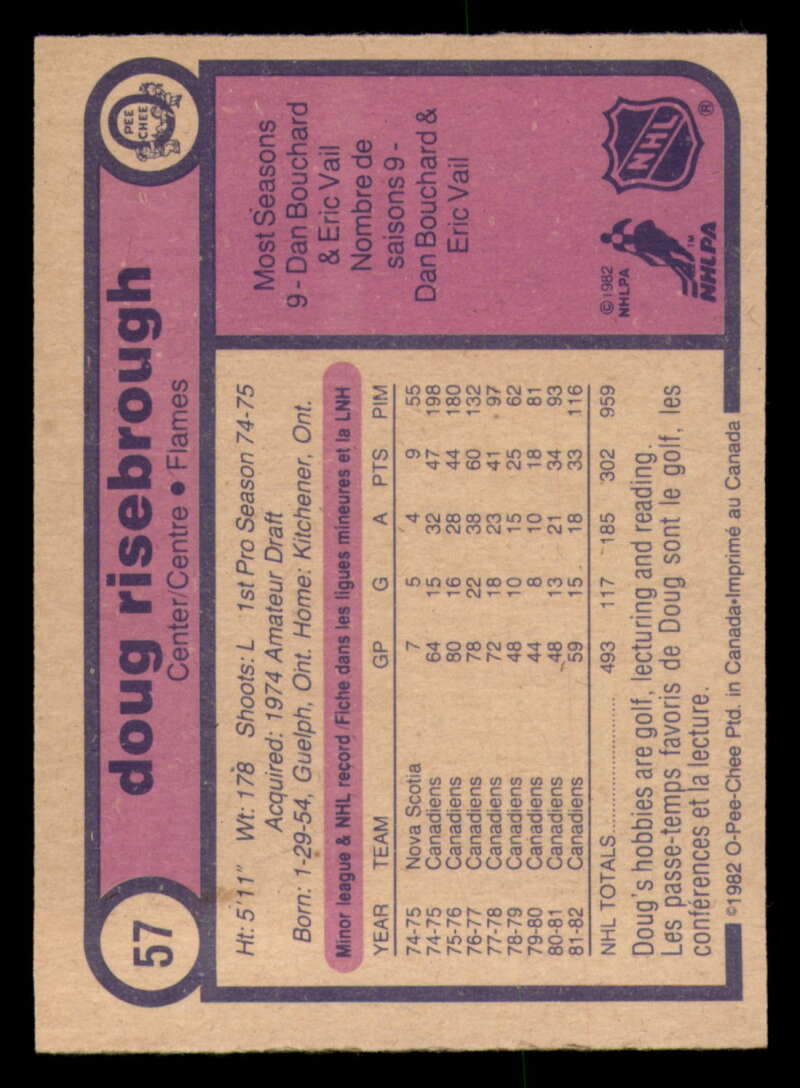 57
doug risebrough
Center/Centre • Flames
O
PEE
CHEE
Ht: 5'11" Wt: 178 Shoots: L 1st Pro Season 74-75
Acquired: 1974 Amateur Draft
Born: 1-29-54, Guelph, Ont. Home: Kitchener, Ont.
Minor league & NHL record/Fiche dans les ligues mineures et la LNH
YEAR TEAM GP G A PTS PIM
74-75 Nova Scotia 7 5 4 9 55
74-75 Canadiens 64 15 32 47 198
75-76 Canadiens 80 16 28 44 180
76-77 Canadiens 78 22 38 60 132
77-78 Canadiens 72 18 23 41 97
78-79 Canadiens 48 10 15 25 62
79-80 Canadiens 44 8 10 18 81
80-81 Canadiens 48 13 21 34 93
81-82 Canadiens 59 15 18 33 116
NHL TOTALS.................... 493 117 185 302 959
Doug's hobbies are golf, lecturing and reading.
Les passe-temps favoris de Doug sont le golf, les
conférences et la lecture.
©1982 O-Pee-Chee Ptd. in Canada•Imprimé au Canada
Most Seasons
9 - Dan Bouchard
& Eric Vail
Nombre de
saisons 9 -
Dan Bouchard &
Eric Vail
©1982
NHLPA
™
NHLPA
NHL
®